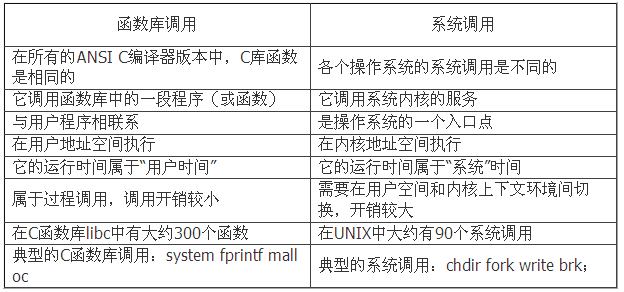 函数库调用
系统调用
在所有的ANSI C编译器版本中，C库函数
是相同的
各个操作系统的系统调用是不同的
它调用函数库中的一段程序（或函数）
它调用系统内核的服务
与用户程序相联系
是操作系统的一个入口点
在用户地址空间执行
在内核地址空间执行
它的运行时间属于“用户时间”
它的运行时间属于“系统”时间
属于过程调用，调用开销较小
需要在用户空间和内核上下文环境间切
换，开销较大
在C函数库libc中有大约300个函数
在UNIX中大约有90个系统调用
典型的C函数库调用：system fprintf mall
oc
典型的系统调用：chdir fork write brk；